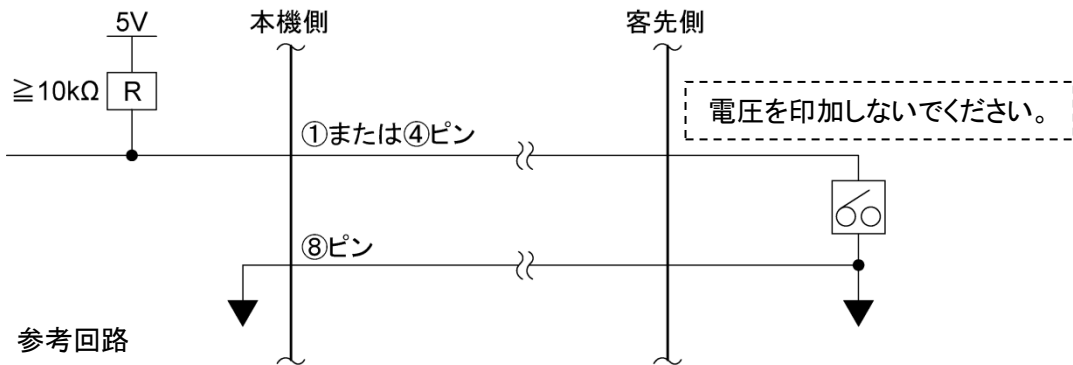 5V
本機側
客先側
≧10kΩ
R
電圧を印加しないでください。
①または④ピン
⑧ピン
参考回路